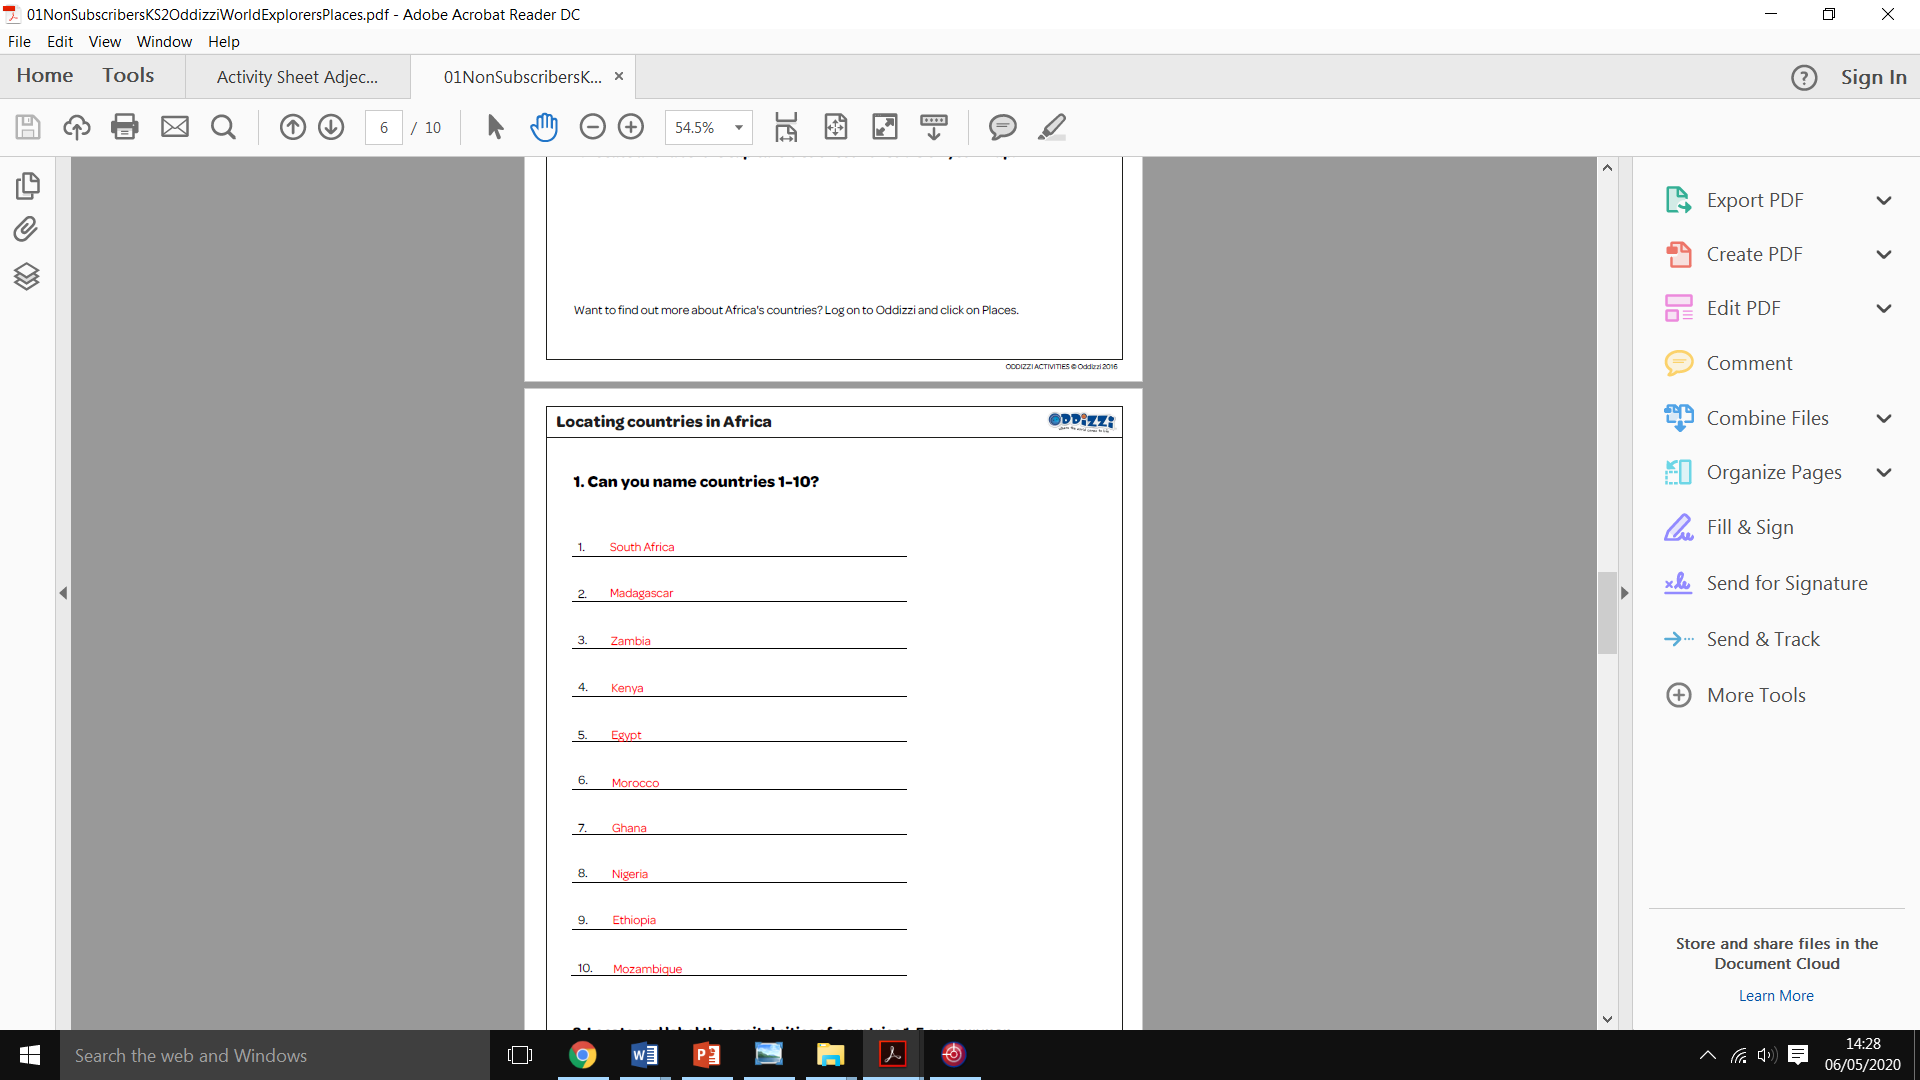 01NonSubscribersKS2OddizziWorldExplorersPlaces.pdf - Adobe Acrobat Reader DC
File Edit View Window Help
Home Tools Activity Sheet Adjec... 01NonSubscribersK... × ? Sign In
6 / 10 54.5%
Want to find out more about Africa's countries? Log on to Oddizzi and click on Places.
ODDIZZI ACTIVITIES © Oddizzi 2016
Locating countries in Africa ODDiZZi
1. Can you name countries 1-10?
1. South Africa
2. Madagascar
3. Zambia
4. Kenya
5. Egypt
6. Morocco
7. Ghana
8. Nigeria
9. Ethiopia
10. Mozambique
Export PDF
Create PDF
Edit PDF
Comment
Combine Files
Organize Pages
Fill & Sign
Send for Signature
Send & Track
More Tools
Store and share files in the
Document Cloud
Learn More
Search the web and Windows
14:28
06/05/2020